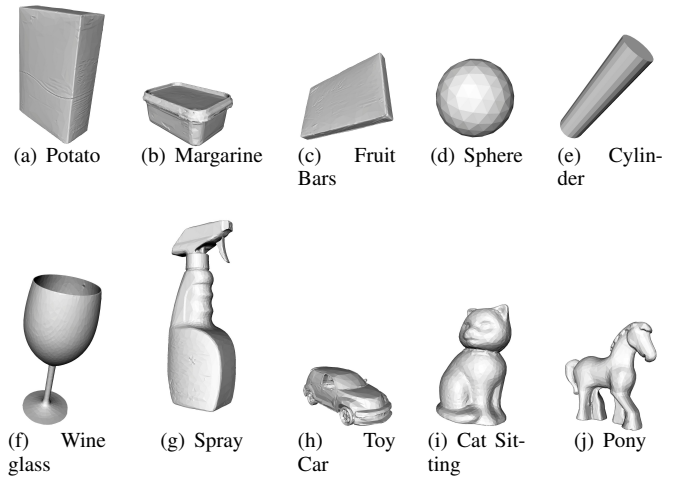 (a) Potato
(b) Margarine
(c) Fruit
Bars
(d) Sphere
(e) Cylin-
der
(f) Wine
glass
(g) Spray
(h) Toy
Car
(i) Cat Sit-
ting
(j) Pony